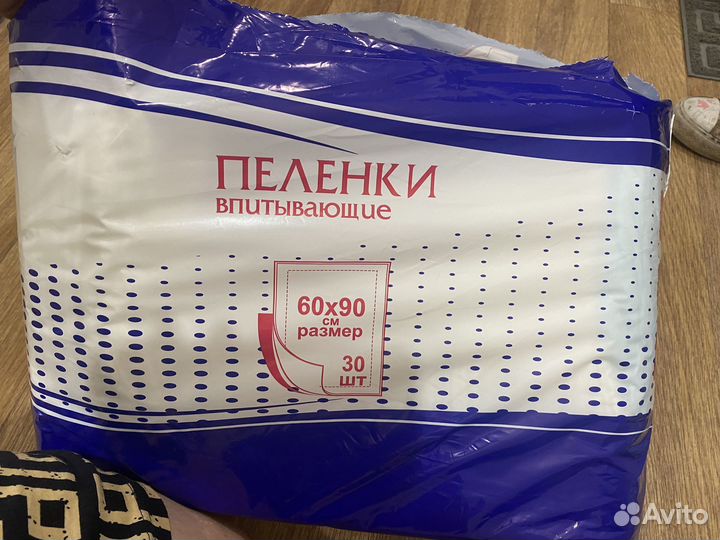 ПЕЛЕНКИ
впитывающие
60х90
см
размер
30
шт
Avito